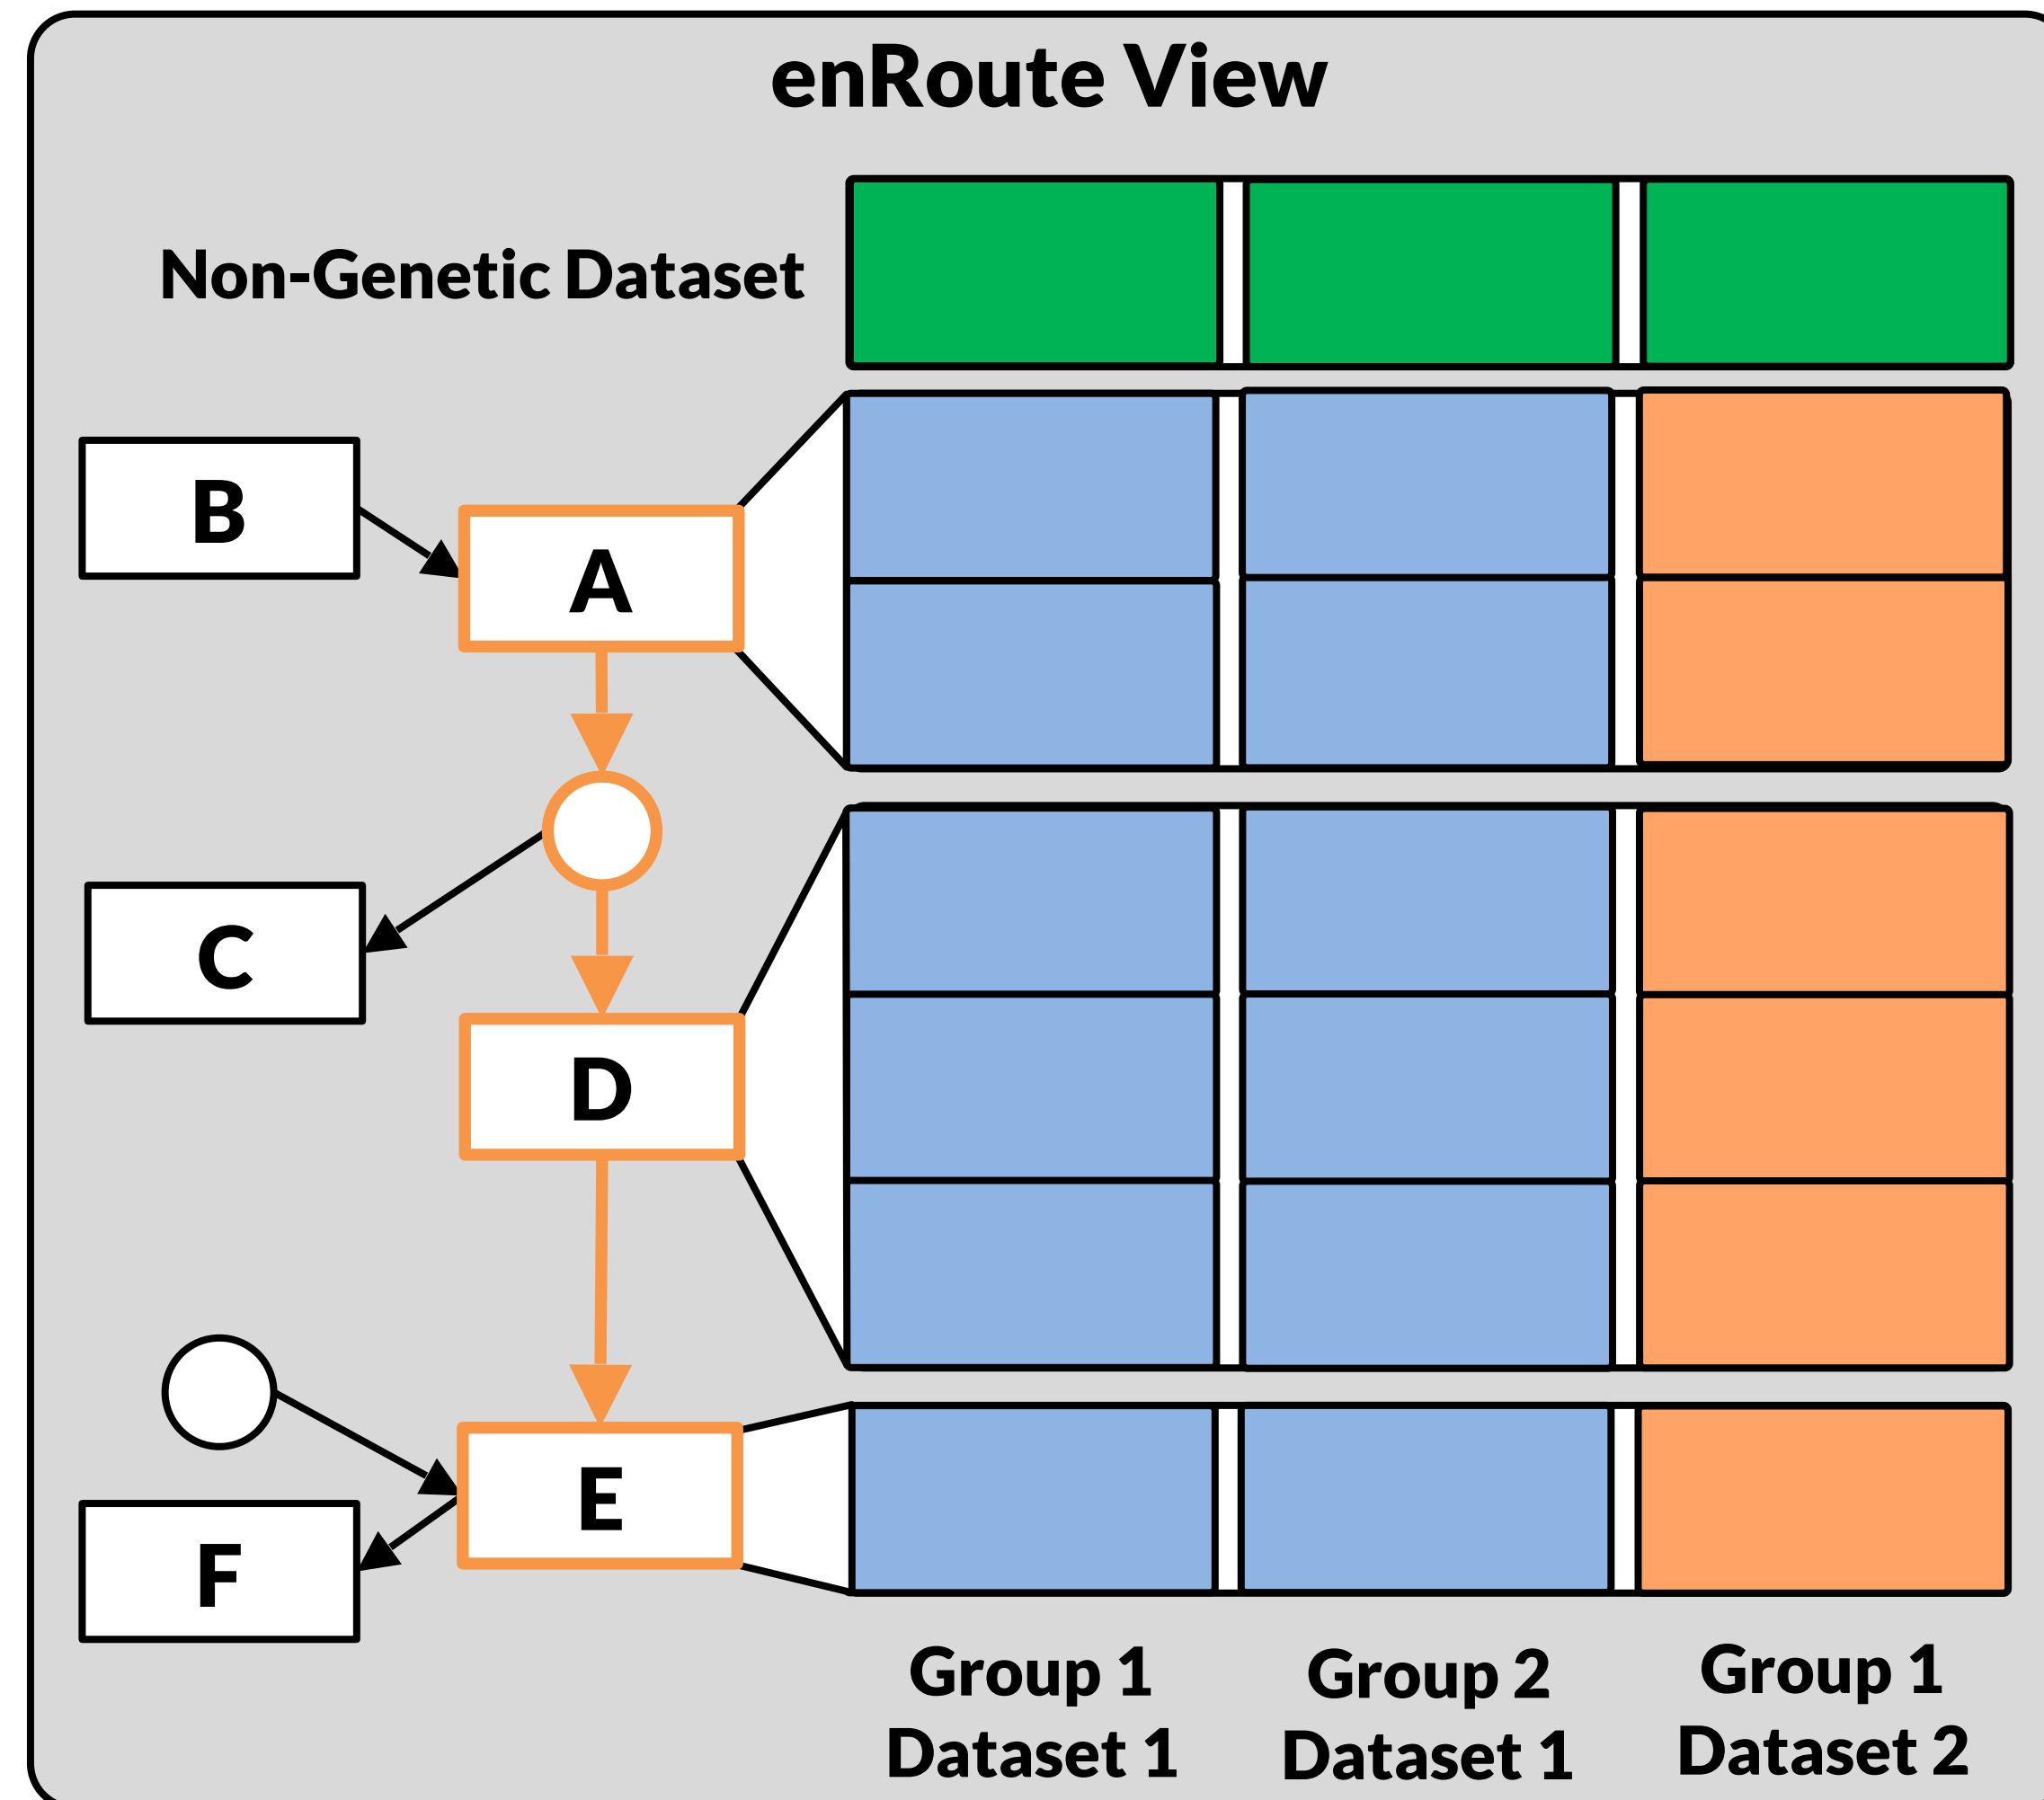 enRoute View
Non-Genetic Dataset
B
A
C
D
E
F
Group 1
Dataset 1
Group 2
Dataset 1
Group 1
Dataset 2